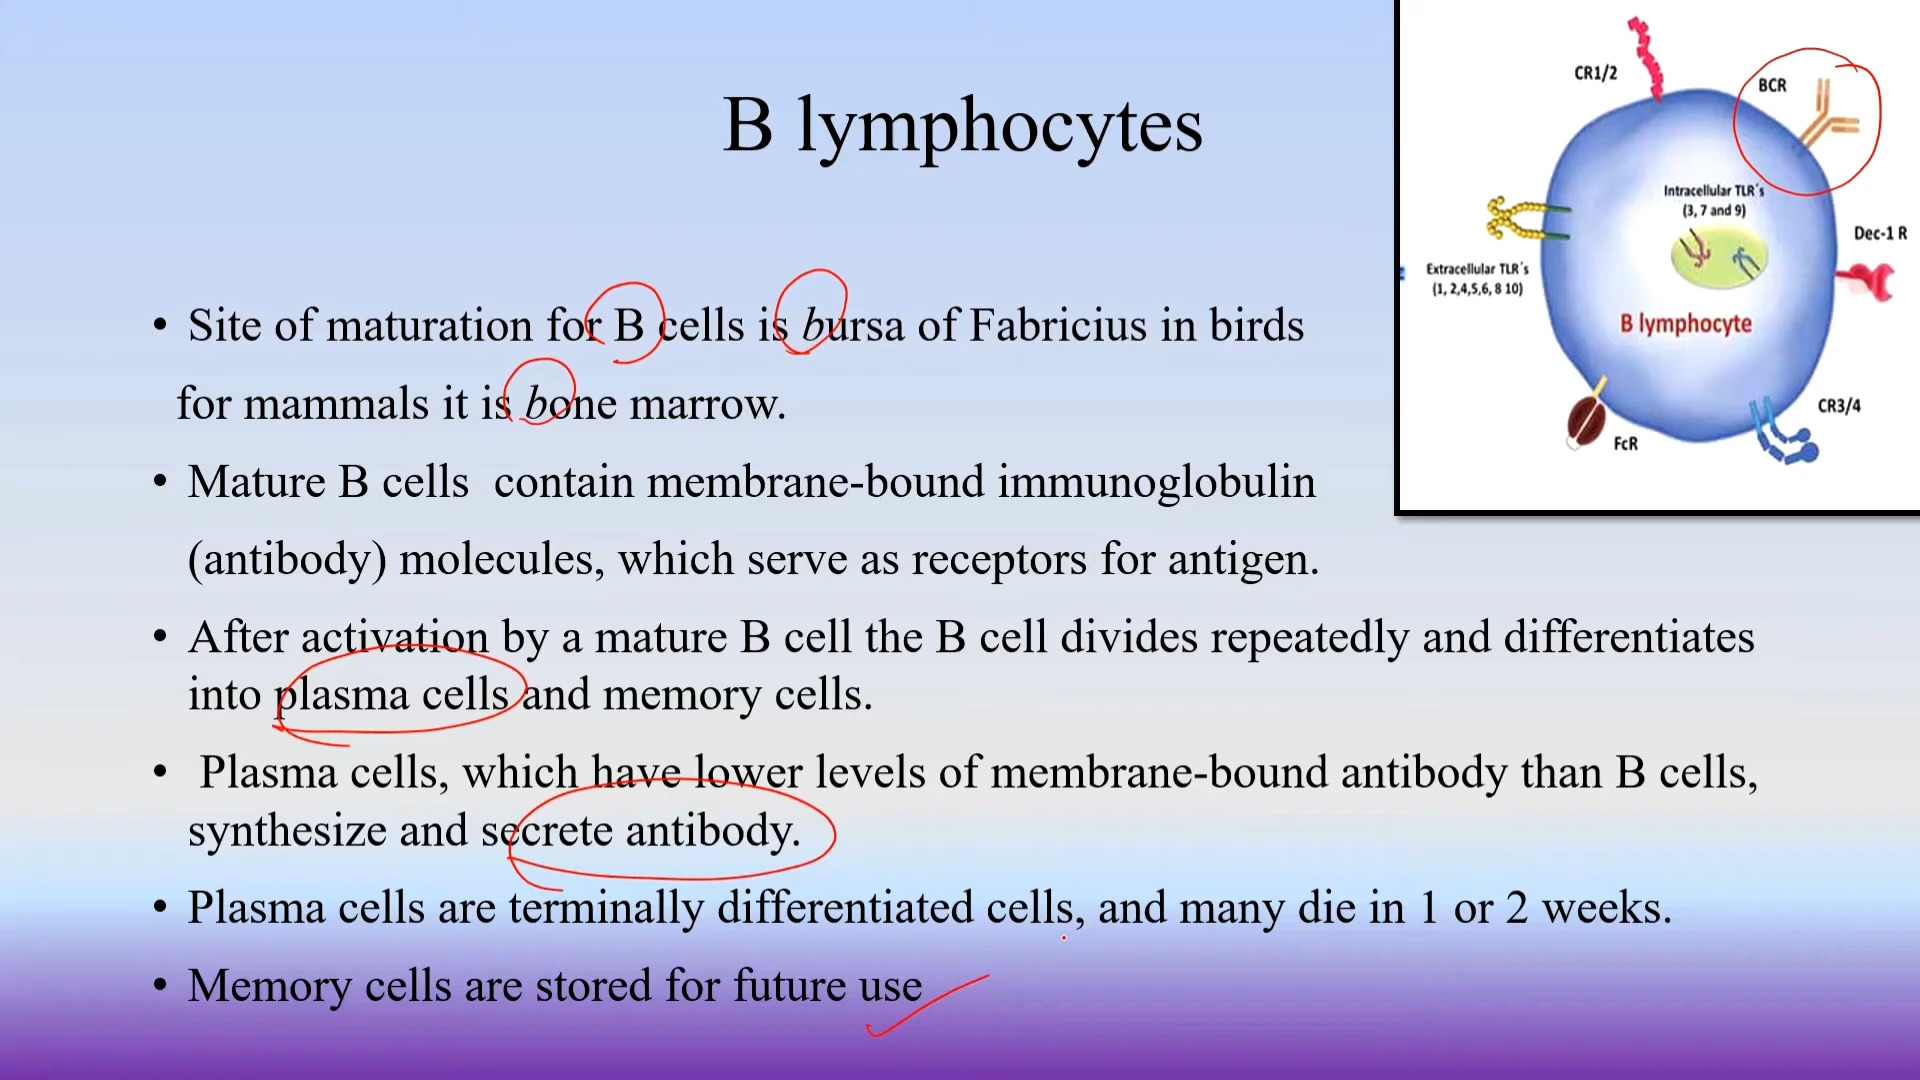 B lymphocytes
• Site of maturation for B cells is bursa of Fabricius in birds
for mammals it is bone marrow.
• Mature B cells contain membrane-bound immunoglobulin
(antibody) molecules, which serve as receptors for antigen.
• After activation by a mature B cell the B cell divides repeatedly and differentiates
into plasma cells and memory cells.
• Plasma cells, which have lower levels of membrane-bound antibody than B cells,
synthesize and secrete antibody.
• Plasma cells are terminally differentiated cells, and many die in 1 or 2 weeks.
• Memory cells are stored for future use
CR1/2
BCR
Intracellular TLR´s
(3, 7 and 9)
Dec-1 R
Extracellular TLR´s
(1, 2,4,5,6, 8 10)
B lymphocyte
CR3/4
FcR